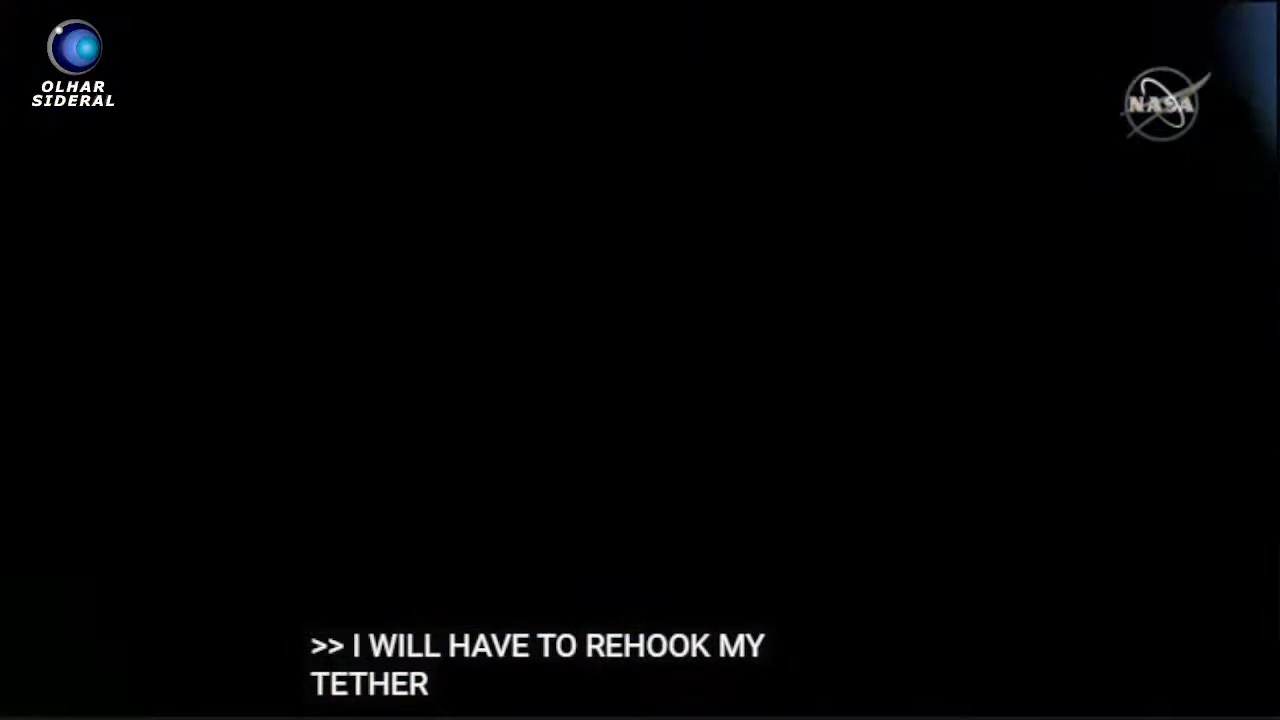 OLHAR
SIDERAL
NASA
>> I WILL HAVE TO REHOOK MY
TETHER